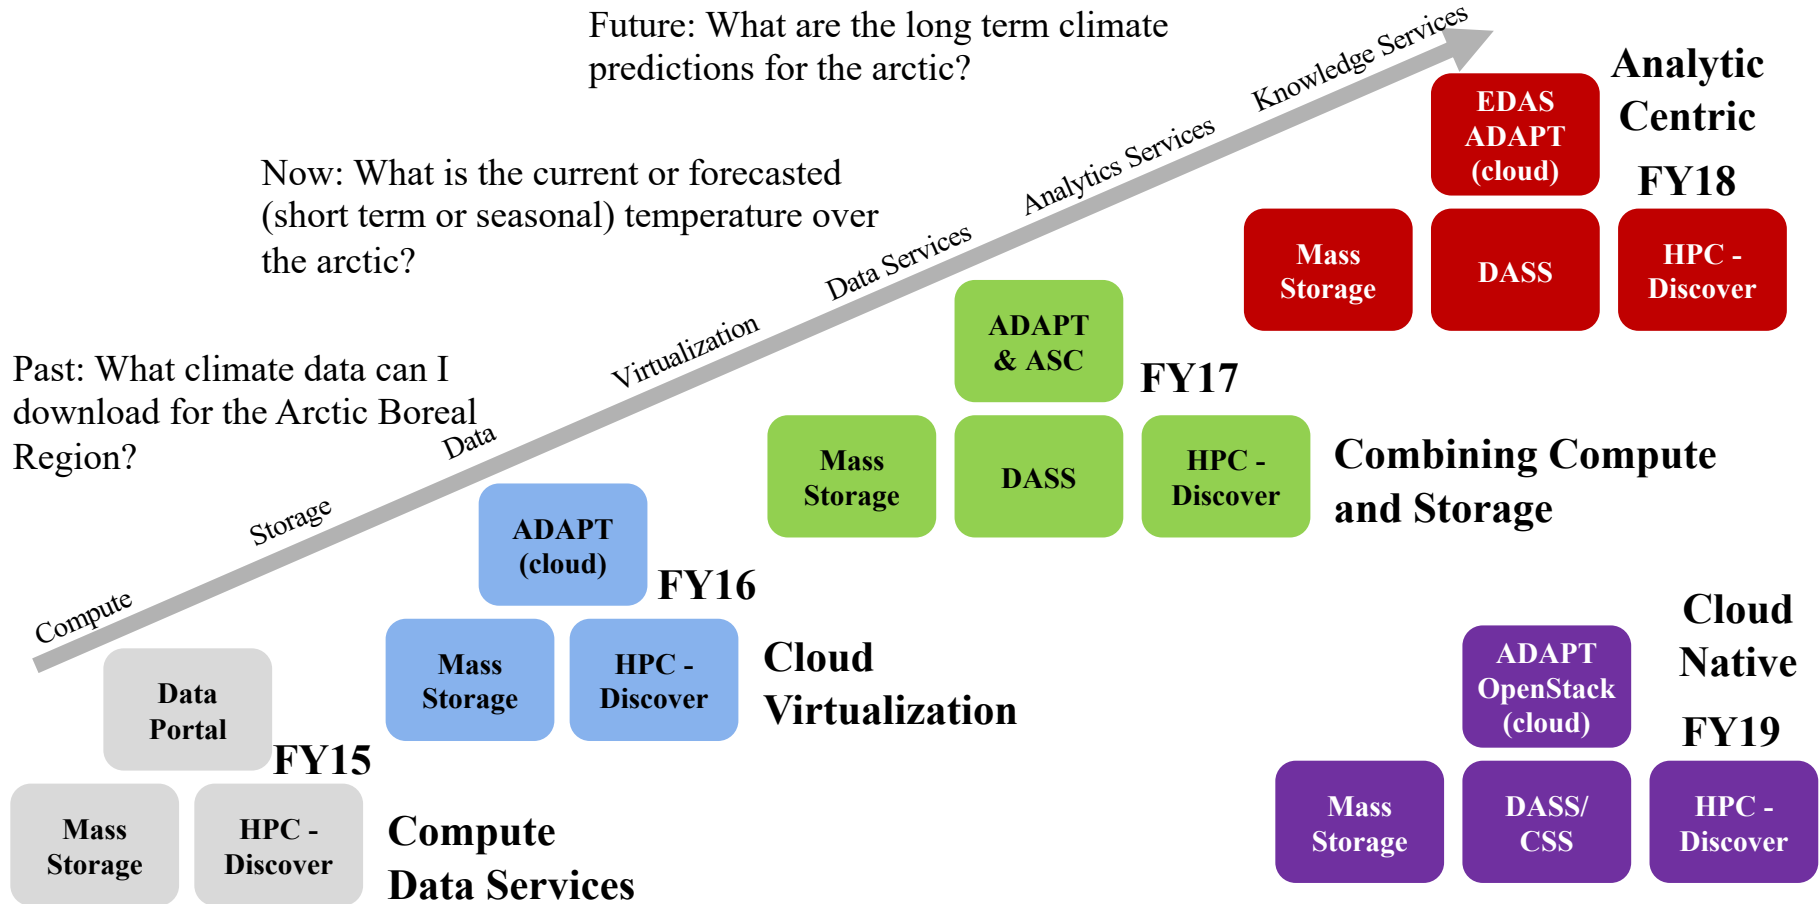 Future: What are the long term climate
predictions for the arctic?
Now: What is the current or forecasted
(short term or seasonal) temperature over
the arctic?
Past: What climate data can I
download for the Arctic Boreal
Region?
Compute
Storage
Data
Virtualization
Data Services
Analytics Services
Knowledge Services
Data
Portal
FY15
Mass
Storage
HPC -
Discover
Compute
Data Services
ADAPT
(cloud)
FY16
Mass
Storage
HPC -
Discover
Cloud
Virtualization
ADAPT
& ASC
FY17
Mass
Storage
DASS
HPC -
Discover
Combining Compute
and Storage
EDAS
ADAPT
(cloud)
Analytic
Centric
FY18
Mass
Storage
DASS
HPC -
Discover
ADAPT
OpenStack
(cloud)
Cloud
Native
FY19
Mass
Storage
DASS/
CSS
HPC -
Discover